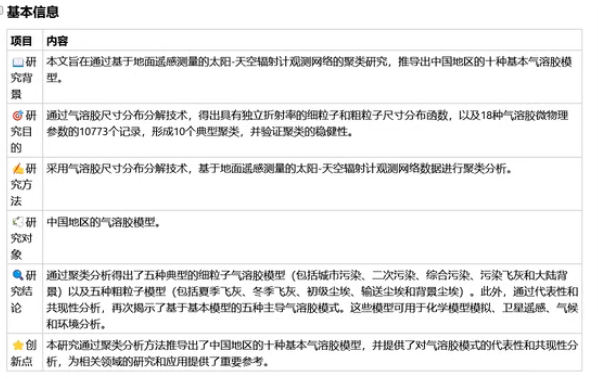 基本信息
项目 内容
📖研 本文旨在通过基于地面遥感测量的太阳-天空辐射计观测网络的聚类研究，推导出中国地区的十种基本气溶胶模
究背 型。
景
🎯研 通过气溶胶尺寸分布分解技术，得出具有独立折射率的细粒子和粗粒子尺寸分布函数，以及18种气溶胶微物理
究目 参数的10773个记录，形成10个典型聚类，并验证聚类的稳健性。
的
✍研 采用气溶胶尺寸分布分解技术，基于地面遥感测量的太阳-天空辐射计观测网络数据进行聚类分析。
究方
法
研 中国地区的气溶胶模型。
究对
象
🔍研 通过聚类分析得出了五种典型的细粒子气溶胶模型（包括城市污染、二次污染、综合污染、污染飞灰和大陆背
究结 景）以及五种粗粒子模型（包括夏季飞灰、冬季飞灰、初级尘埃、输送尘埃和背景尘埃）。此外，通过代表性和
论 共现性分析，再次揭示了基于基本模型的五种主导气溶胶模式。这些模型可用于化学模型模拟、卫星遥感、气候
和环境分析。
⭐创 本研究通过聚类分析方法推导出了中国地区的十种基本气溶胶模型，并提供了对气溶胶模式的代表性和共现性分
新点 析，为相关领域的研究和应用提供了重要参考。